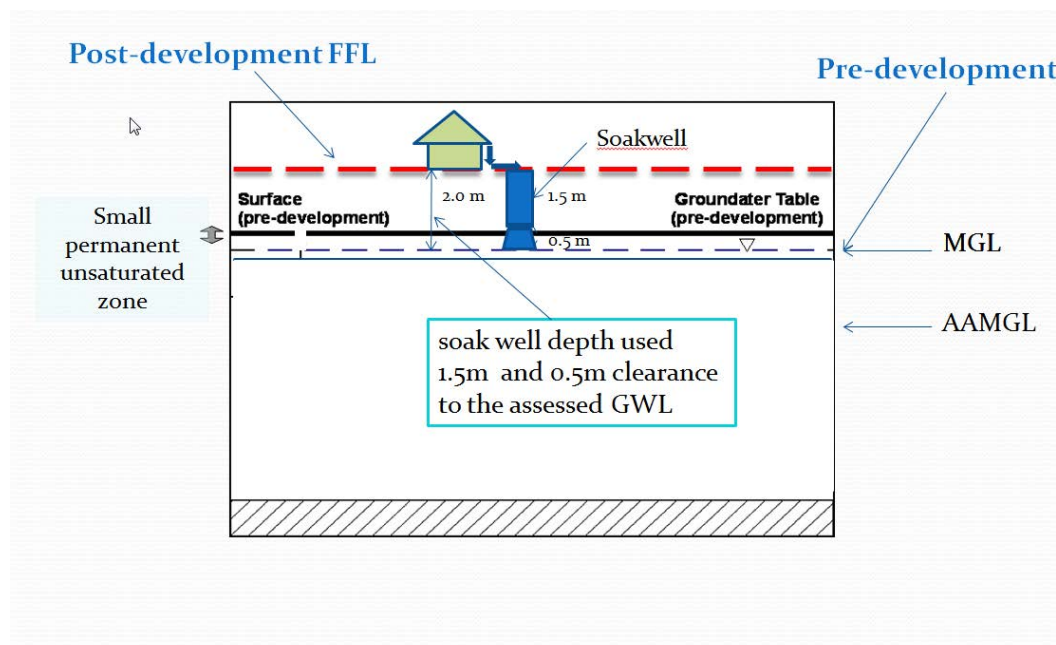 Post-development FFL
Pre-development
Soakwell
Surface
(pre-development)
2.0 m
1.5 m
Groundater Table
(pre-development)
Small
permanent
unsaturated
zone
0.5 m
MGL
AAMGL
soak well depth used
1.5m and 0.5m clearance
to the assessed GWL